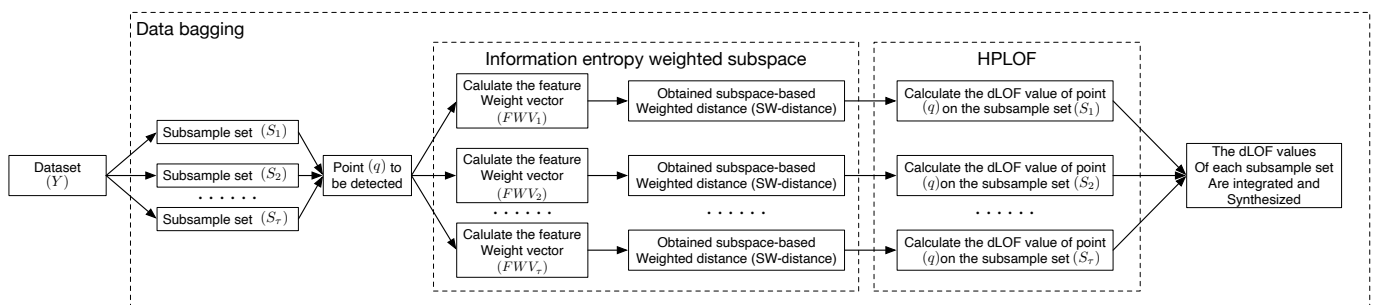 Data bagging
Dataset
(Y)
Subsample set (S₁)
Subsample set (S₂)
· · · · · ·
Subsample set (Sτ)
Point (q) to
be detected
Information entropy weighted subspace
Calulate the feature
Weight vector
(FWV₁)
Obtained subspace-based
Weighted distance (SW-distance)
Calculate the feature
Weight vector
(FWV₂)
Obtained subspace-based
Weighted distance (SW-distance)
· · · · · ·
· · · · · ·
Calulate the feature
Weight vector
(FWVτ)
Obtained subspace-based
Weighted distance (SW-distance)
HPLOF
Calculate the dLOF value of point
(q) on the subsample set (S₁)
Calculate the dLOF value of point
(q) on the subsample set (S₂)
· · · · · ·
Calculate the dLOF value of point
(q) on the subsample set (Sτ)
The dLOF values
Of each subsample set
Are integrated and
Synthesized